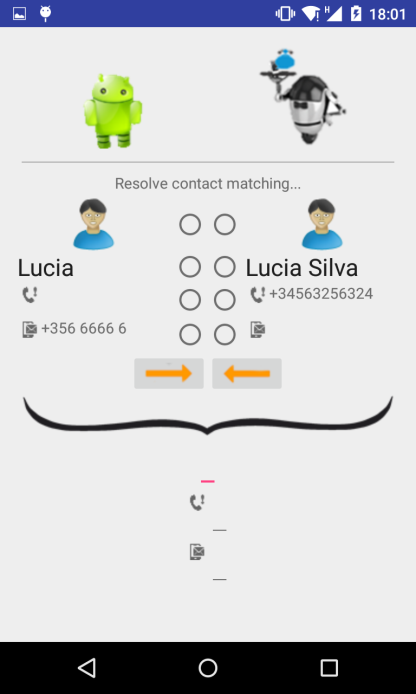 H
18:01
Resolve contact matching...
Lucia
Lucia Silva
+34563256324
+356 6666 6